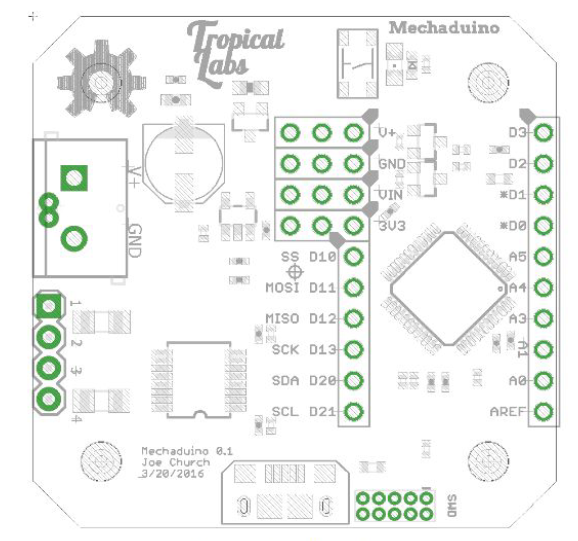 Tropical
Labs
Mechaduino
V+
GND
1
2
3
4
V+
GND
VIN
3V3
SS D10
MOSI D11
MISO D12
SCK D13
SDA D20
SCL D21
D3
D2
*D1
*D0
A5
A4
A3
A1
A0
AREF
Mechaduino 0.1
Joe Church
3/20/2016
SWD